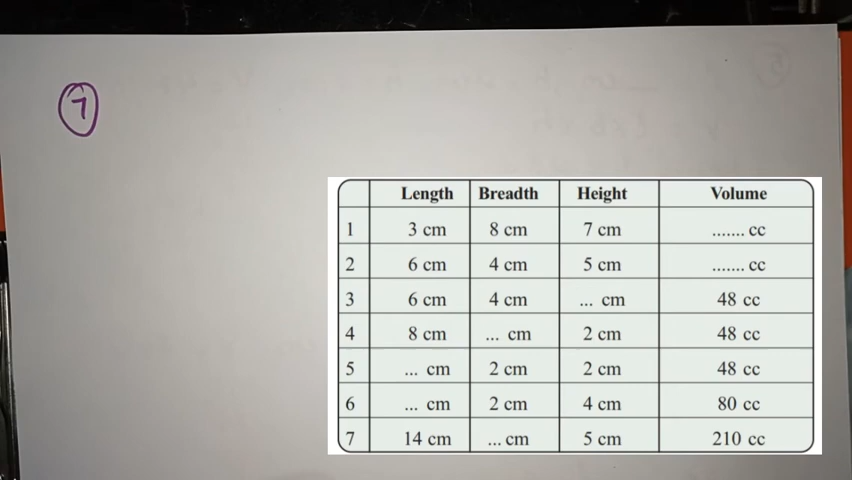 7
Length Breadth Height Volume
1 3 cm 8 cm 7 cm ....... cc
2 6 cm 4 cm 5 cm ....... cc
3 6 cm 4 cm ... cm 48 cc
4 8 cm ... cm 2 cm 48 cc
5 ... cm 2 cm 2 cm 48 cc
6 ... cm 2 cm 4 cm 80 cc
7 14 cm ... cm 5 cm 210 cc